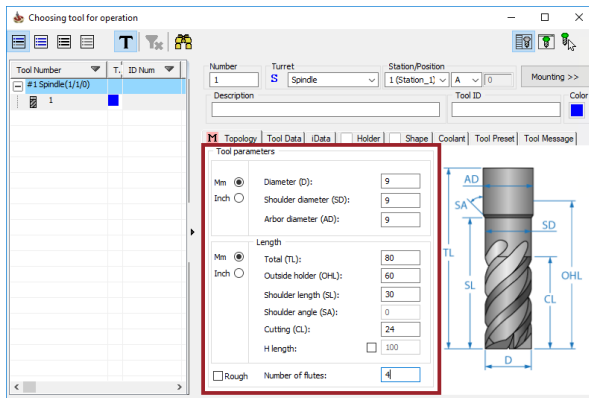 Choosing tool for operation
T
Tool Number T. ID Num
#1 Spindle(1/1/0)
1
Number Turret Station/Position
1 S Spindle 1 (Station_1) A 0 Mounting >>
Description Tool ID Color
M Topology Tool Data iData Holder Shape Coolant Tool Preset Tool Message
Tool parameters
Mm Diameter (D): 9
Inch Shoulder diameter (SD): 9
Arbor diameter (AD): 9
Length
Mm Total (TL): 80
Inch Outside holder (OHL): 60
Shoulder length (SL): 30
Shoulder angle (SA): 0
Cutting (CL): 24
H length: 100
Rough Number of flutes: 4
AD
SA
SD
TL
OHL
SL
CL
D